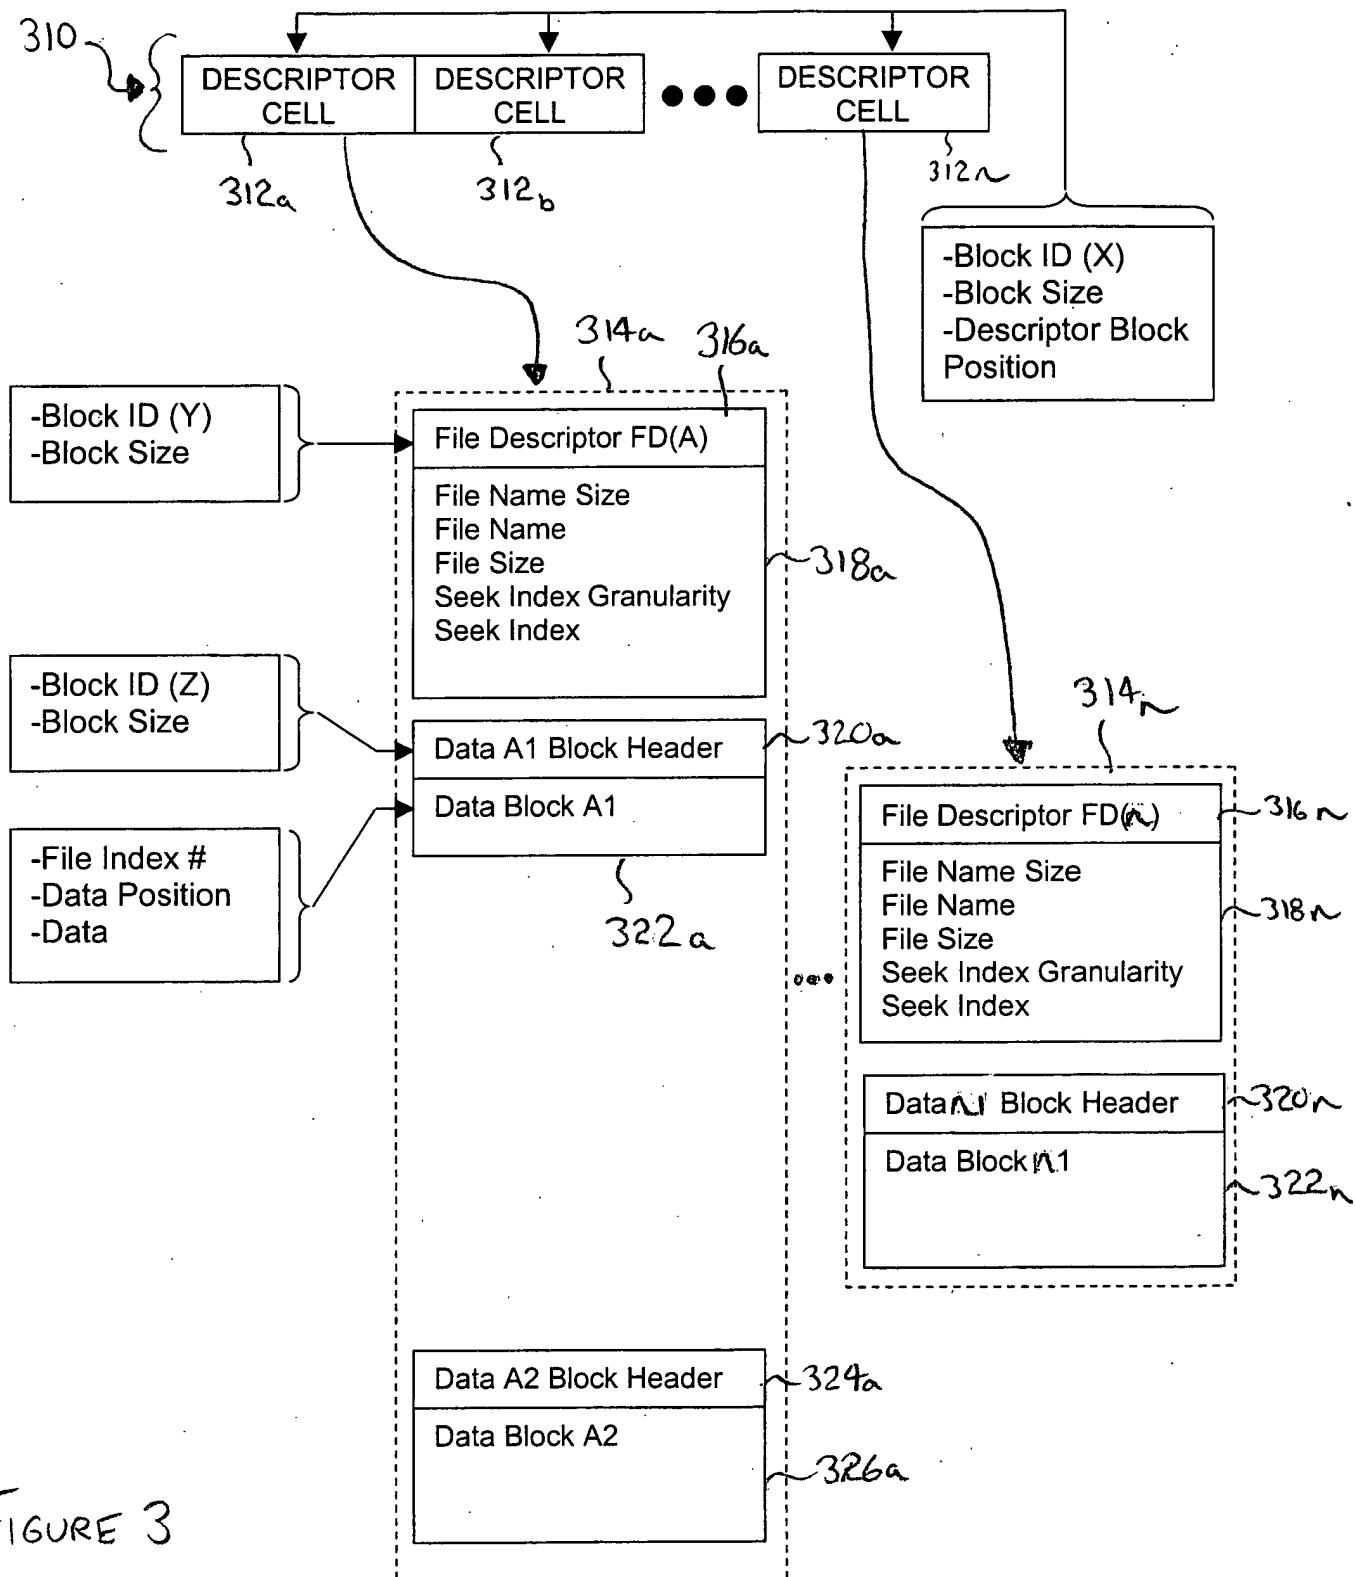 310
DESCRIPTOR
CELL
DESCRIPTOR
CELL
DESCRIPTOR
CELL
312a
312b
312n
-Block ID (X)
-Block Size
-Descriptor Block
Position
314a
316a
-Block ID (Y)
-Block Size
File Descriptor FD(A)
File Name Size
File Name
File Size
Seek Index Granularity
Seek Index
318a
-Block ID (Z)
-Block Size
Data A1 Block Header
320a
Data Block A1
322a
-File Index #
-Data Position
-Data
314n
File Descriptor FD(n)
316n
File Name Size
File Name
File Size
Seek Index Granularity
Seek Index
318n
Data n1 Block Header
320n
Data Block n1
322n
Data A2 Block Header
324a
Data Block A2
326a
FIGURE 3